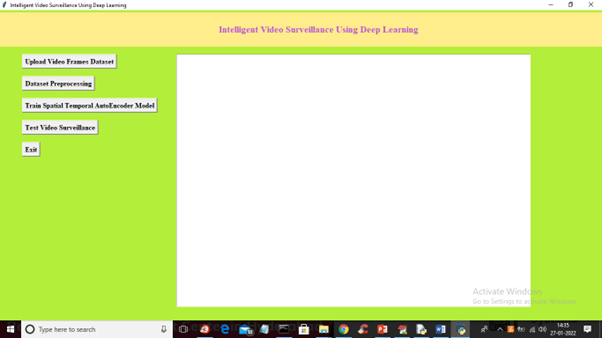 Intelligent Video Surveillance Using Deep Learning
Intelligent Video Surveillance Using Deep Learning
Upload Video Frames Dataset
Dataset Preprocessing
Train Spatial Temporal AutoEncoder Model
Test Video Surveillance
Exit
Activate Windows
Go to Settings to activate Windows.
Type here to search
14:35
27-01-2022